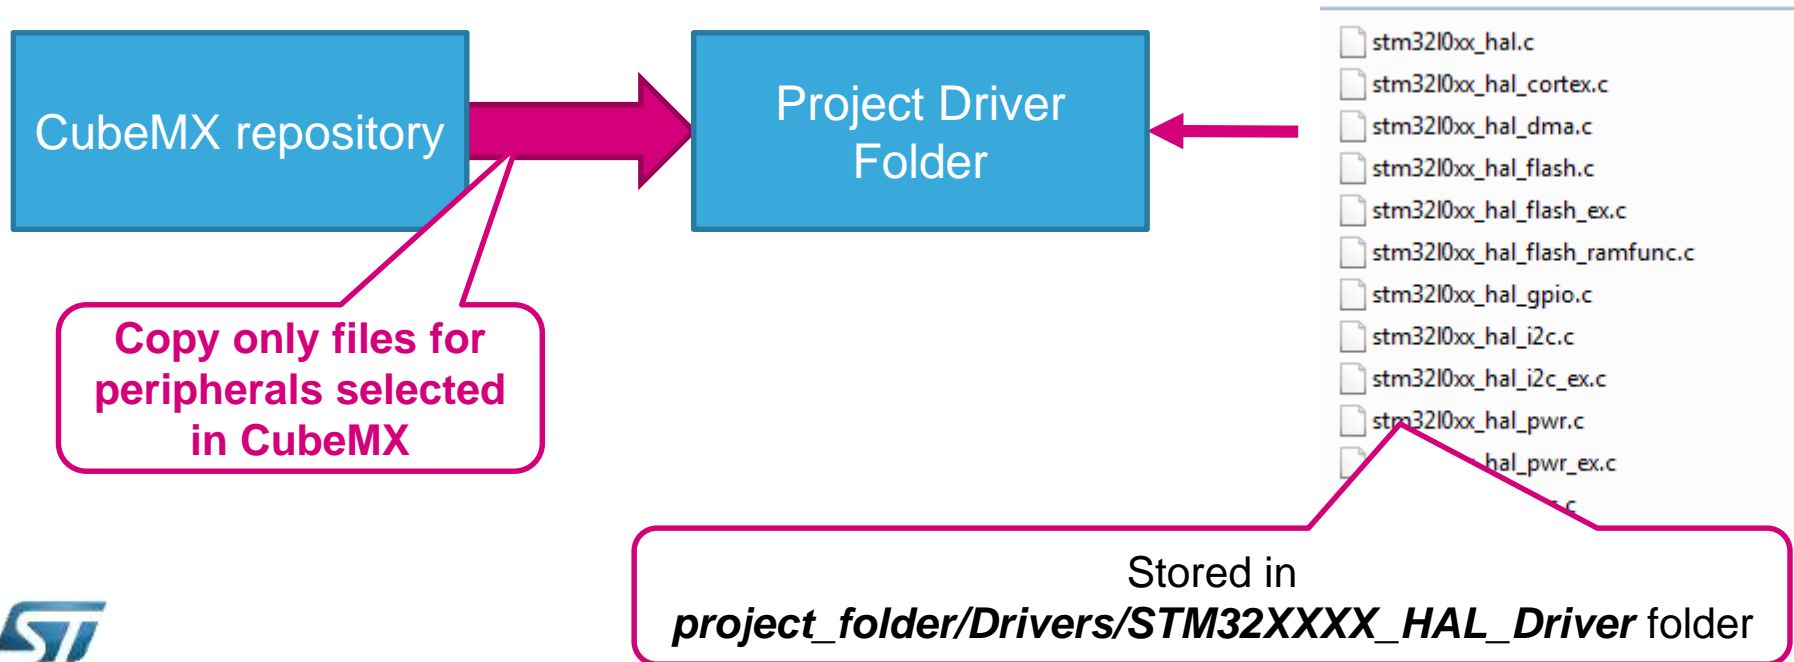 CubeMX repository
Project Driver
Folder
Copy only files for
peripherals selected
in CubeMX
stm32l0xx_hal.c
stm32l0xx_hal_cortex.c
stm32l0xx_hal_dma.c
stm32l0xx_hal_flash.c
stm32l0xx_hal_flash_ex.c
stm32l0xx_hal_flash_ramfunc.c
stm32l0xx_hal_gpio.c
stm32l0xx_hal_i2c.c
stm32l0xx_hal_i2c_ex.c
stm32l0xx_hal_pwr.c
hal_pwr_ex.c
Stored in
project_folder/Drivers/STM32XXXX_HAL_Driver folder
ST